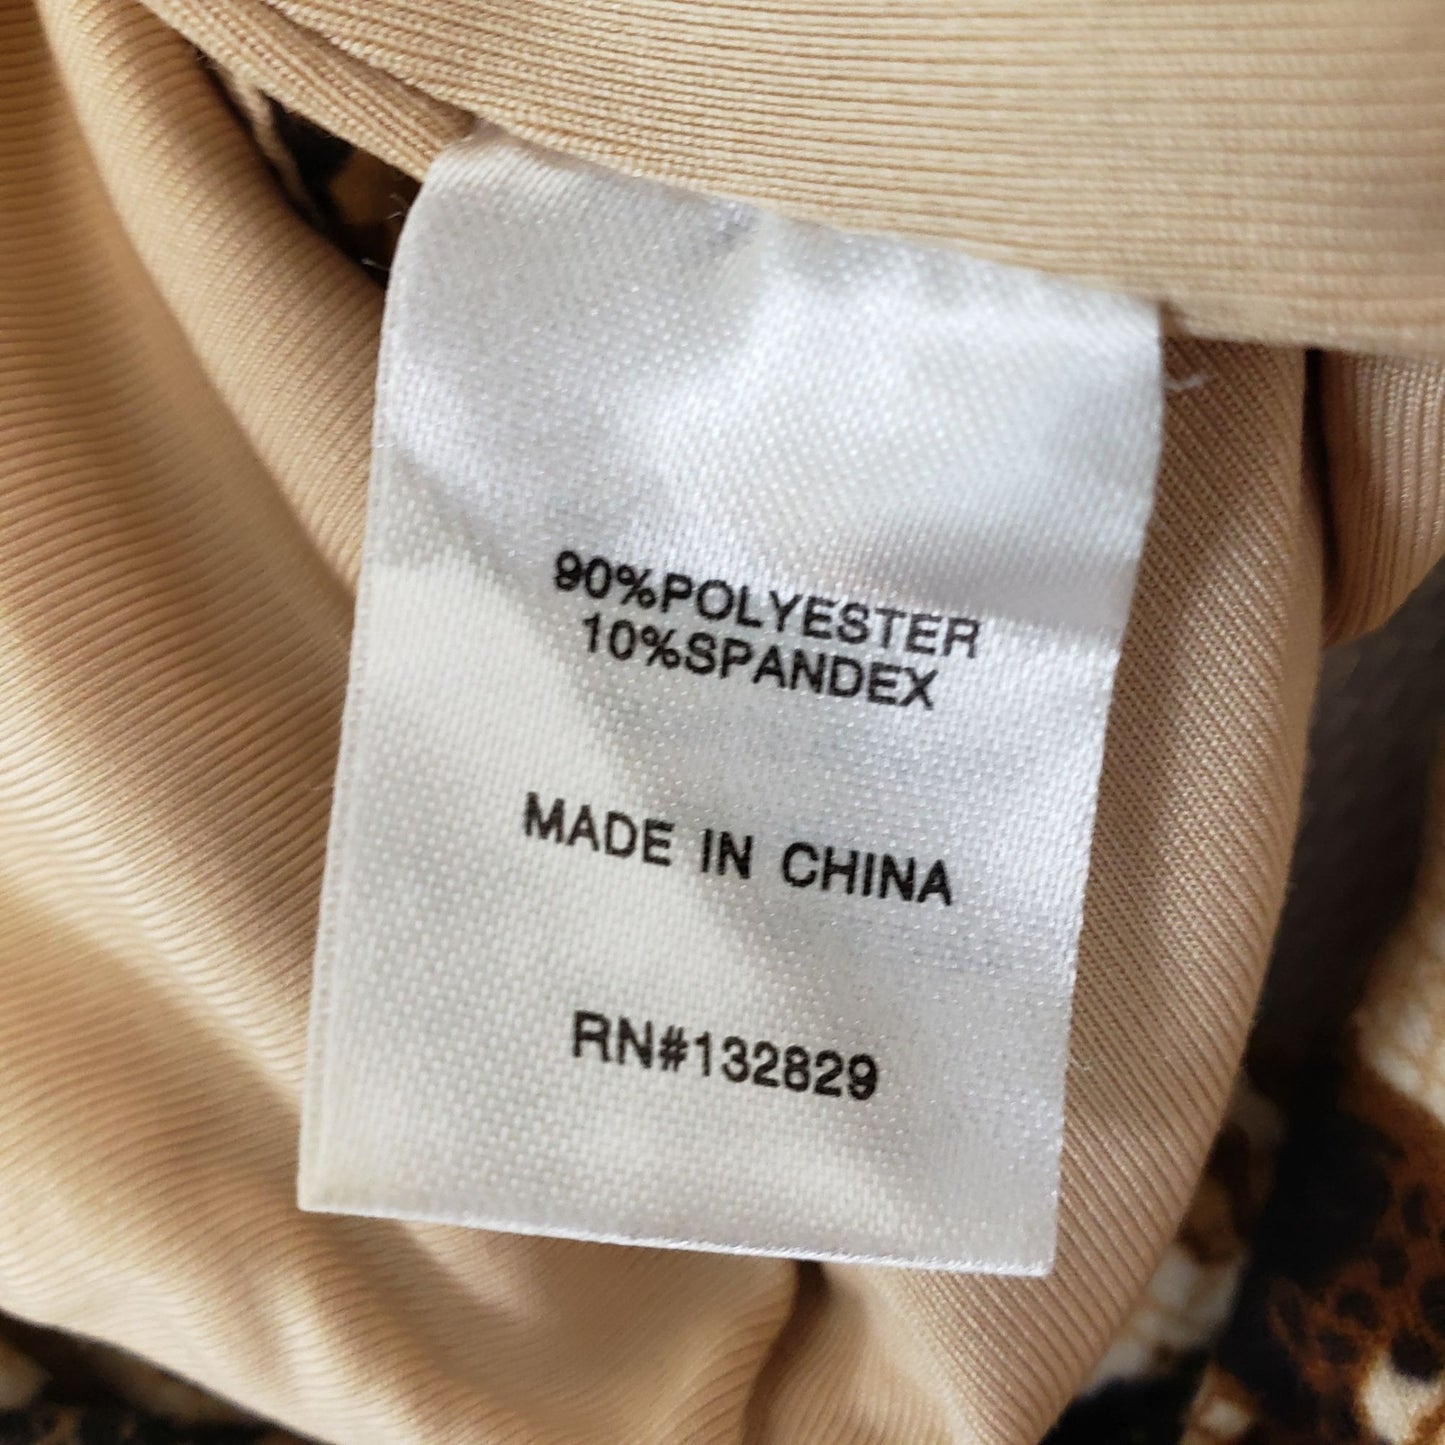 90%POLYESTER
10%SPANDEX
MADE IN CHINA
RN#132829